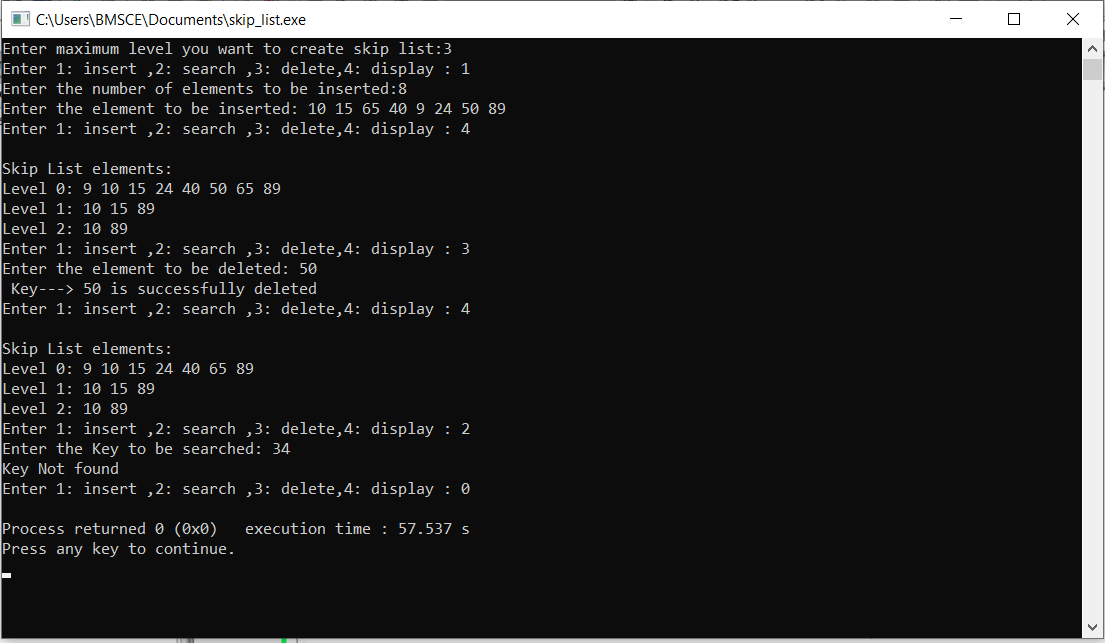 C:\Users\BMSCE\Documents\skip_list.exe
Enter maximum level you want to create skip list:3
Enter 1: insert ,2: search ,3: delete,4: display : 1
Enter the number of elements to be inserted:8
Enter the element to be inserted: 10 15 65 40 9 24 50 89
Enter 1: insert ,2: search ,3: delete,4: display : 4
Skip List elements:
Level 0: 9 10 15 24 40 50 65 89
Level 1: 10 15 89
Level 2: 10 89
Enter 1: insert ,2: search ,3: delete,4: display : 3
Enter the element to be deleted: 50
Key---> 50 is successfully deleted
Enter 1: insert ,2: search ,3: delete,4: display : 4
Skip List elements:
Level 0: 9 10 15 24 40 65 89
Level 1: 10 15 89
Level 2: 10 89
Enter 1: insert ,2: search ,3: delete,4: display : 2
Enter the Key to be searched: 34
Key Not found
Enter 1: insert ,2: search ,3: delete,4: display : 0
Process returned 0 (0x0)   execution time : 57.537 s
Press any key to continue.